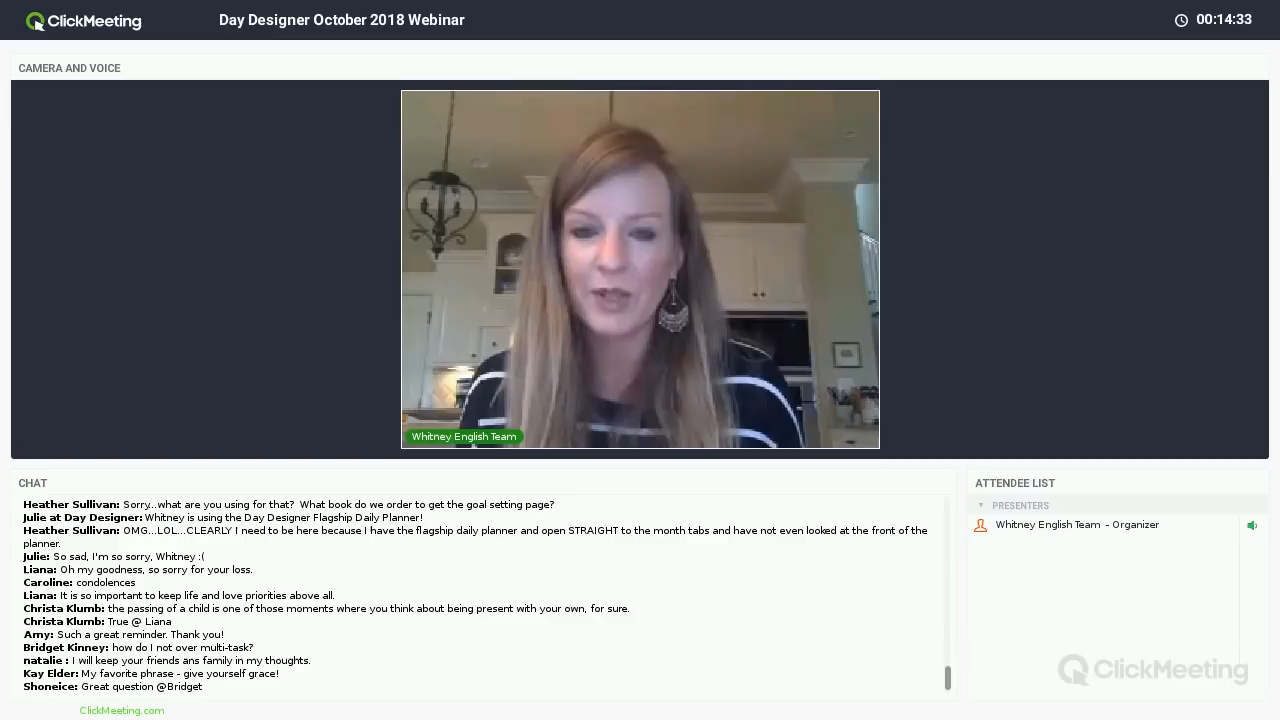 ClickMeeting
Day Designer October 2018 Webinar
00:14:33
CAMERA AND VOICE
Whitney English Team
CHAT
Heather Sullivan: Sorry...what are you using for that? What book do we order to get the goal setting page?
Julie at Day Designer: Whitney is using the Day Designer Flagship Daily Planner!
Heather Sullivan: OMG...LOL...CLEARLY I need to be here because I have the flagship daily planner and open STRAIGHT to the month tabs and have not even looked at the front of the
planner.
Julie: So sad, I'm so sorry, Whitney :(
Liana: Oh my goodness, so sorry for your loss.
Caroline: condolences
Liana: It is so important to keep life and love priorities above all.
Christa Klumb: the passing of a child is one of those moments where you think about being present with your own, for sure.
Christa Klumb: True @ Liana
Amy: Such a great reminder. Thank you!
Bridget Kinney: how do I not over multi-task?
natalie : I will keep your friends ans family in my thoughts.
Kay Elder: My favorite phrase - give yourself grace!
Shoneice: Great question @Bridget
ATTENDEE LIST
PRESENTERS
Whitney English Team - Organizer
ClickMeeting
ClickMeeting.com